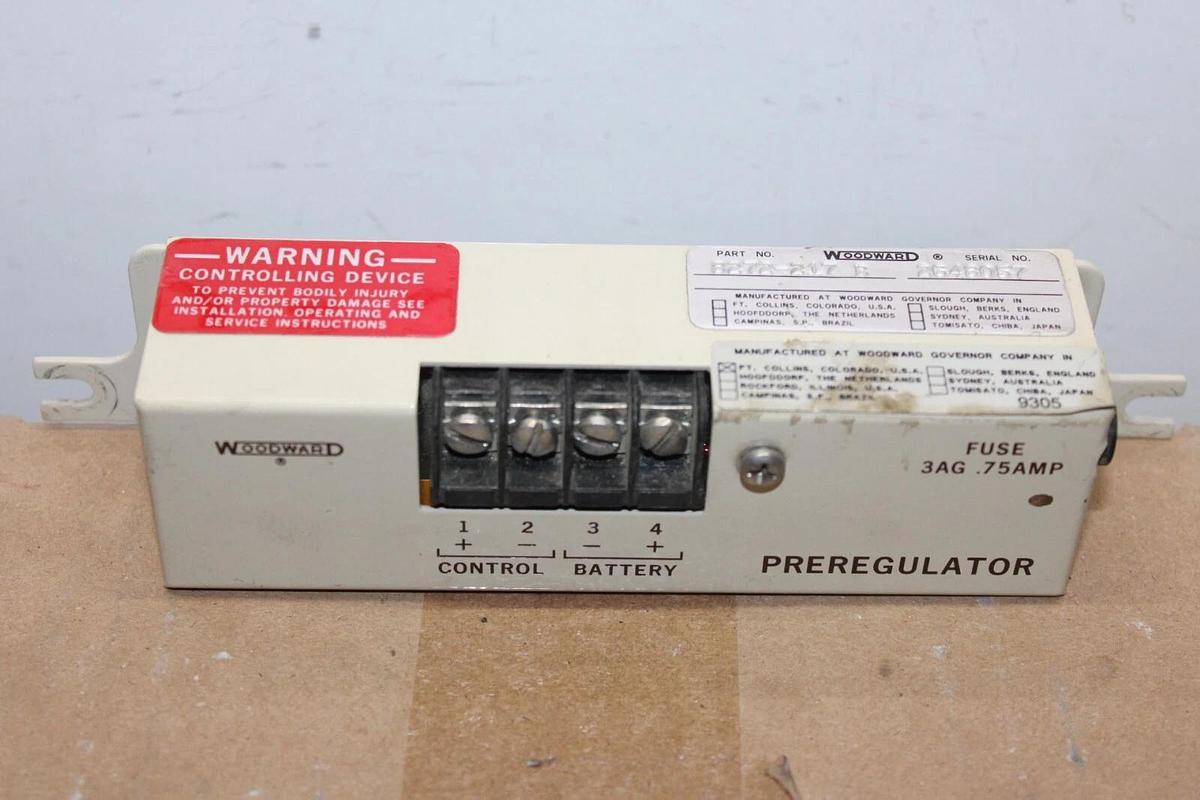 WARNING
CONTROLLING DEVICE
TO PREVENT BODILY INJURY
AND/OR PROPERTY DAMAGE SEE
INSTALLATION, OPERATING AND
SERVICE INSTRUCTIONS
PART NO. WOODWARD ® SERIAL NO.
MANUFACTURED AT WOODWARD GOVERNOR COMPANY IN
FT. COLLINS, COLORADO, U.S.A. SLOUGH, BERKS, ENGLAND
HOOFDDORP, THE NETHERLANDS SYDNEY, AUSTRALIA
CAMPINAS, S.P., BRAZIL TOMISATO, CHIBA, JAPAN
MANUFACTURED AT WOODWARD GOVERNOR COMPANY IN
FT. COLLINS, COLORADO, U.S.A. SLOUGH, BERKS, ENGLAND
HOOFDDORP, THE NETHERLANDS SYDNEY, AUSTRALIA
ROCKFORD, ILLINOIS, U.S.A. TOMISATO, CHIBA, JAPAN
CAMPINAS, S.P., BRAZIL 9305
WOODWARD
®
FUSE
3AG .75AMP
1 2 3 4
+ − − +
CONTROL BATTERY
PREREGULATOR